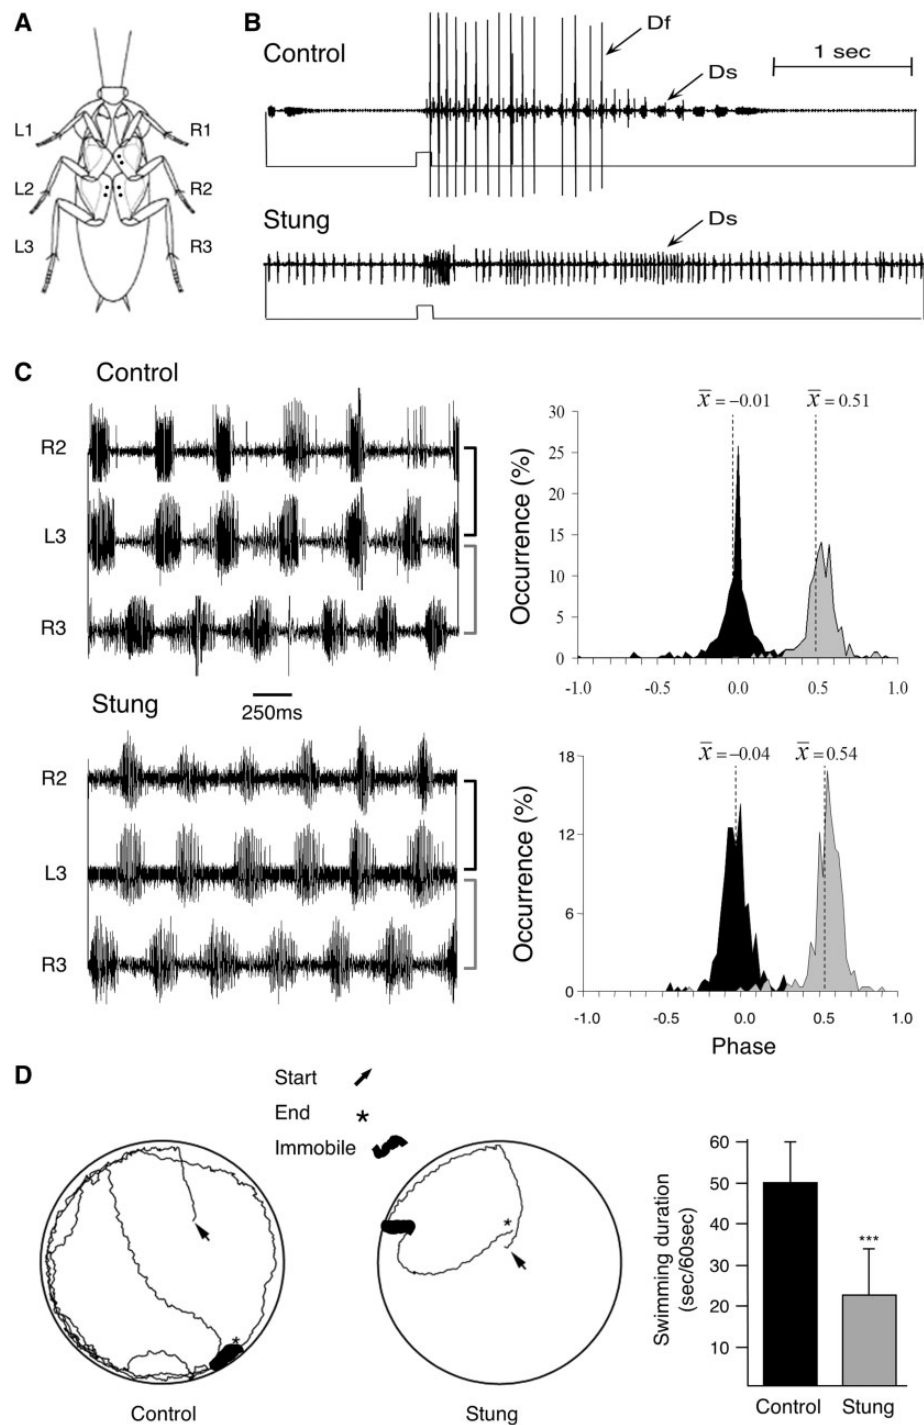 A
L1
R1
L2
R2
L3
R3
B
Control
Df
Ds
1 sec
Stung
Ds
C
Control
R2
L3
R3
250ms
Stung
R2
L3
R3
x̅ = −0.01
x̅ = 0.51
Occurrence (%)
30
25
20
15
10
5
0
-1.0 -0.5 0.0 0.5 1.0
x̅ = −0.04
x̅ = 0.54
Occurrence (%)
18
12
6
0
-1.0 -0.5 0.0 0.5 1.0
Phase
D
Start
End *
Immobile
*
Control
*
Stung
Swimming duration
(sec/60sec)
60
50
40
30
20
10
***
Control Stung